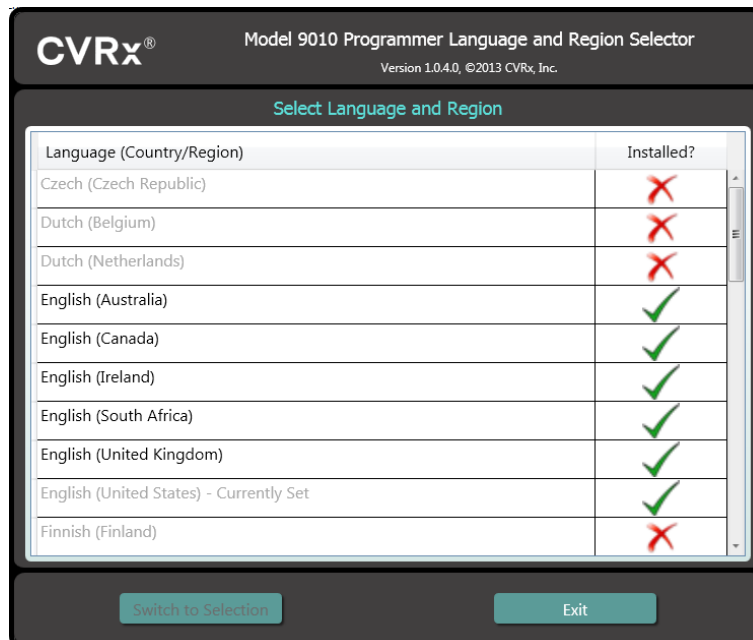 CVRx®
Model 9010 Programmer Language and Region Selector
Version 1.0.4.0, ©2013 CVRx, Inc.
Select Language and Region
Language (Country/Region) Installed?
Czech (Czech Republic)
Dutch (Belgium)
Dutch (Netherlands)
English (Australia)
English (Canada)
English (Ireland)
English (South Africa)
English (United Kingdom)
English (United States) - Currently Set
Finnish (Finland)
Switch to Selection Exit